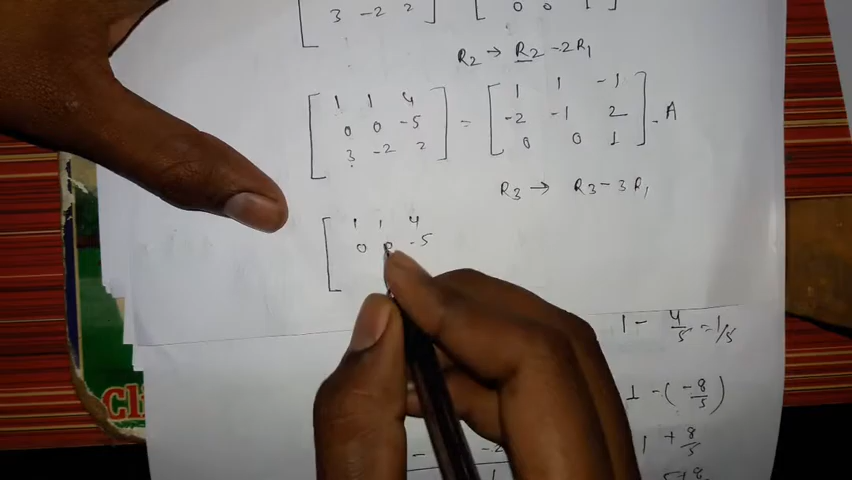 3 -2 2 0 0 1
R2 → R2 - 2R1
1 1 4 = 1 1 -1
0 0 -5 -2 -1 2 . A
3 -2 2 0 0 1
R3 → R3 - 3R1
1 1 4
0 0 -5
1 - 4/5 = 1/5
1 - (-8/5)
1 + 8/5